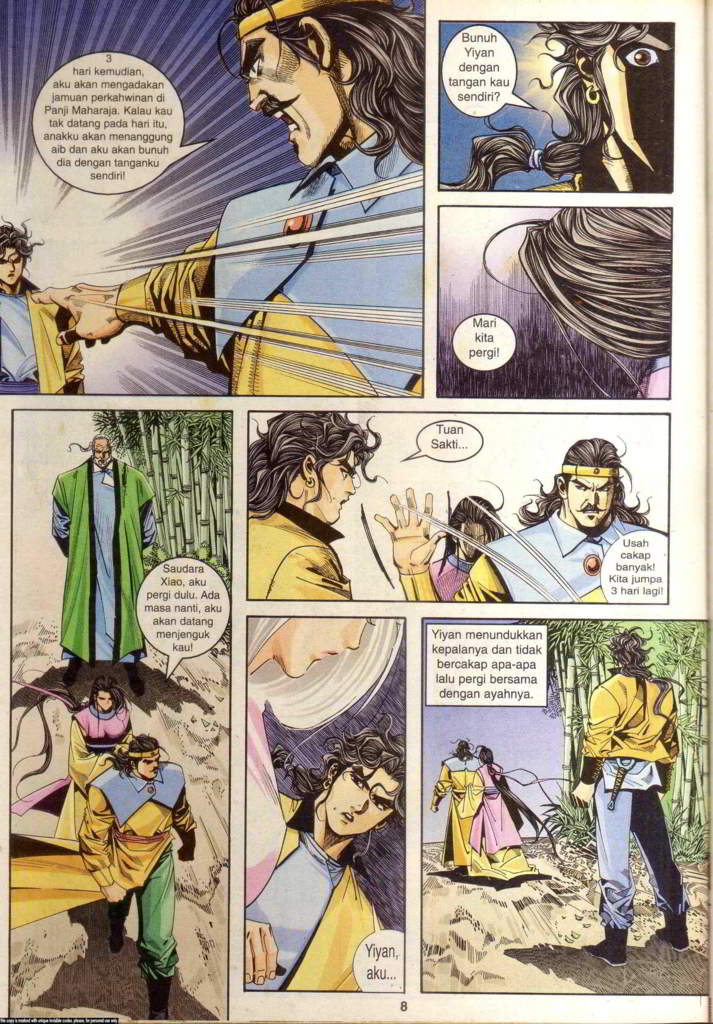 3
hari kemudian,
aku akan mengadakan
jamuan perkahwinan di
Panji Maharaja. Kalau kau
tak datang pada hari itu,
anakku akan menanggung
aib dan aku akan bunuh
dia dengan tanganku
sendiri!
Bunuh
Yiyan
dengan
tangan kau
sendiri?
Mari
kita
pergi!
Saudara
Xiao, aku
pergi dulu. Ada
masa nanti, aku
akan datang
menjenguk
kau!
Tuan
Sakti...
Usah
cakap
banyak!
Kita jumpa
3 hari lagi!
Yiyan,
aku...
Yiyan menundukkan
kepalanya dan tidak
bercakap apa-apa
lalu pergi bersama
dengan ayahnya.
8